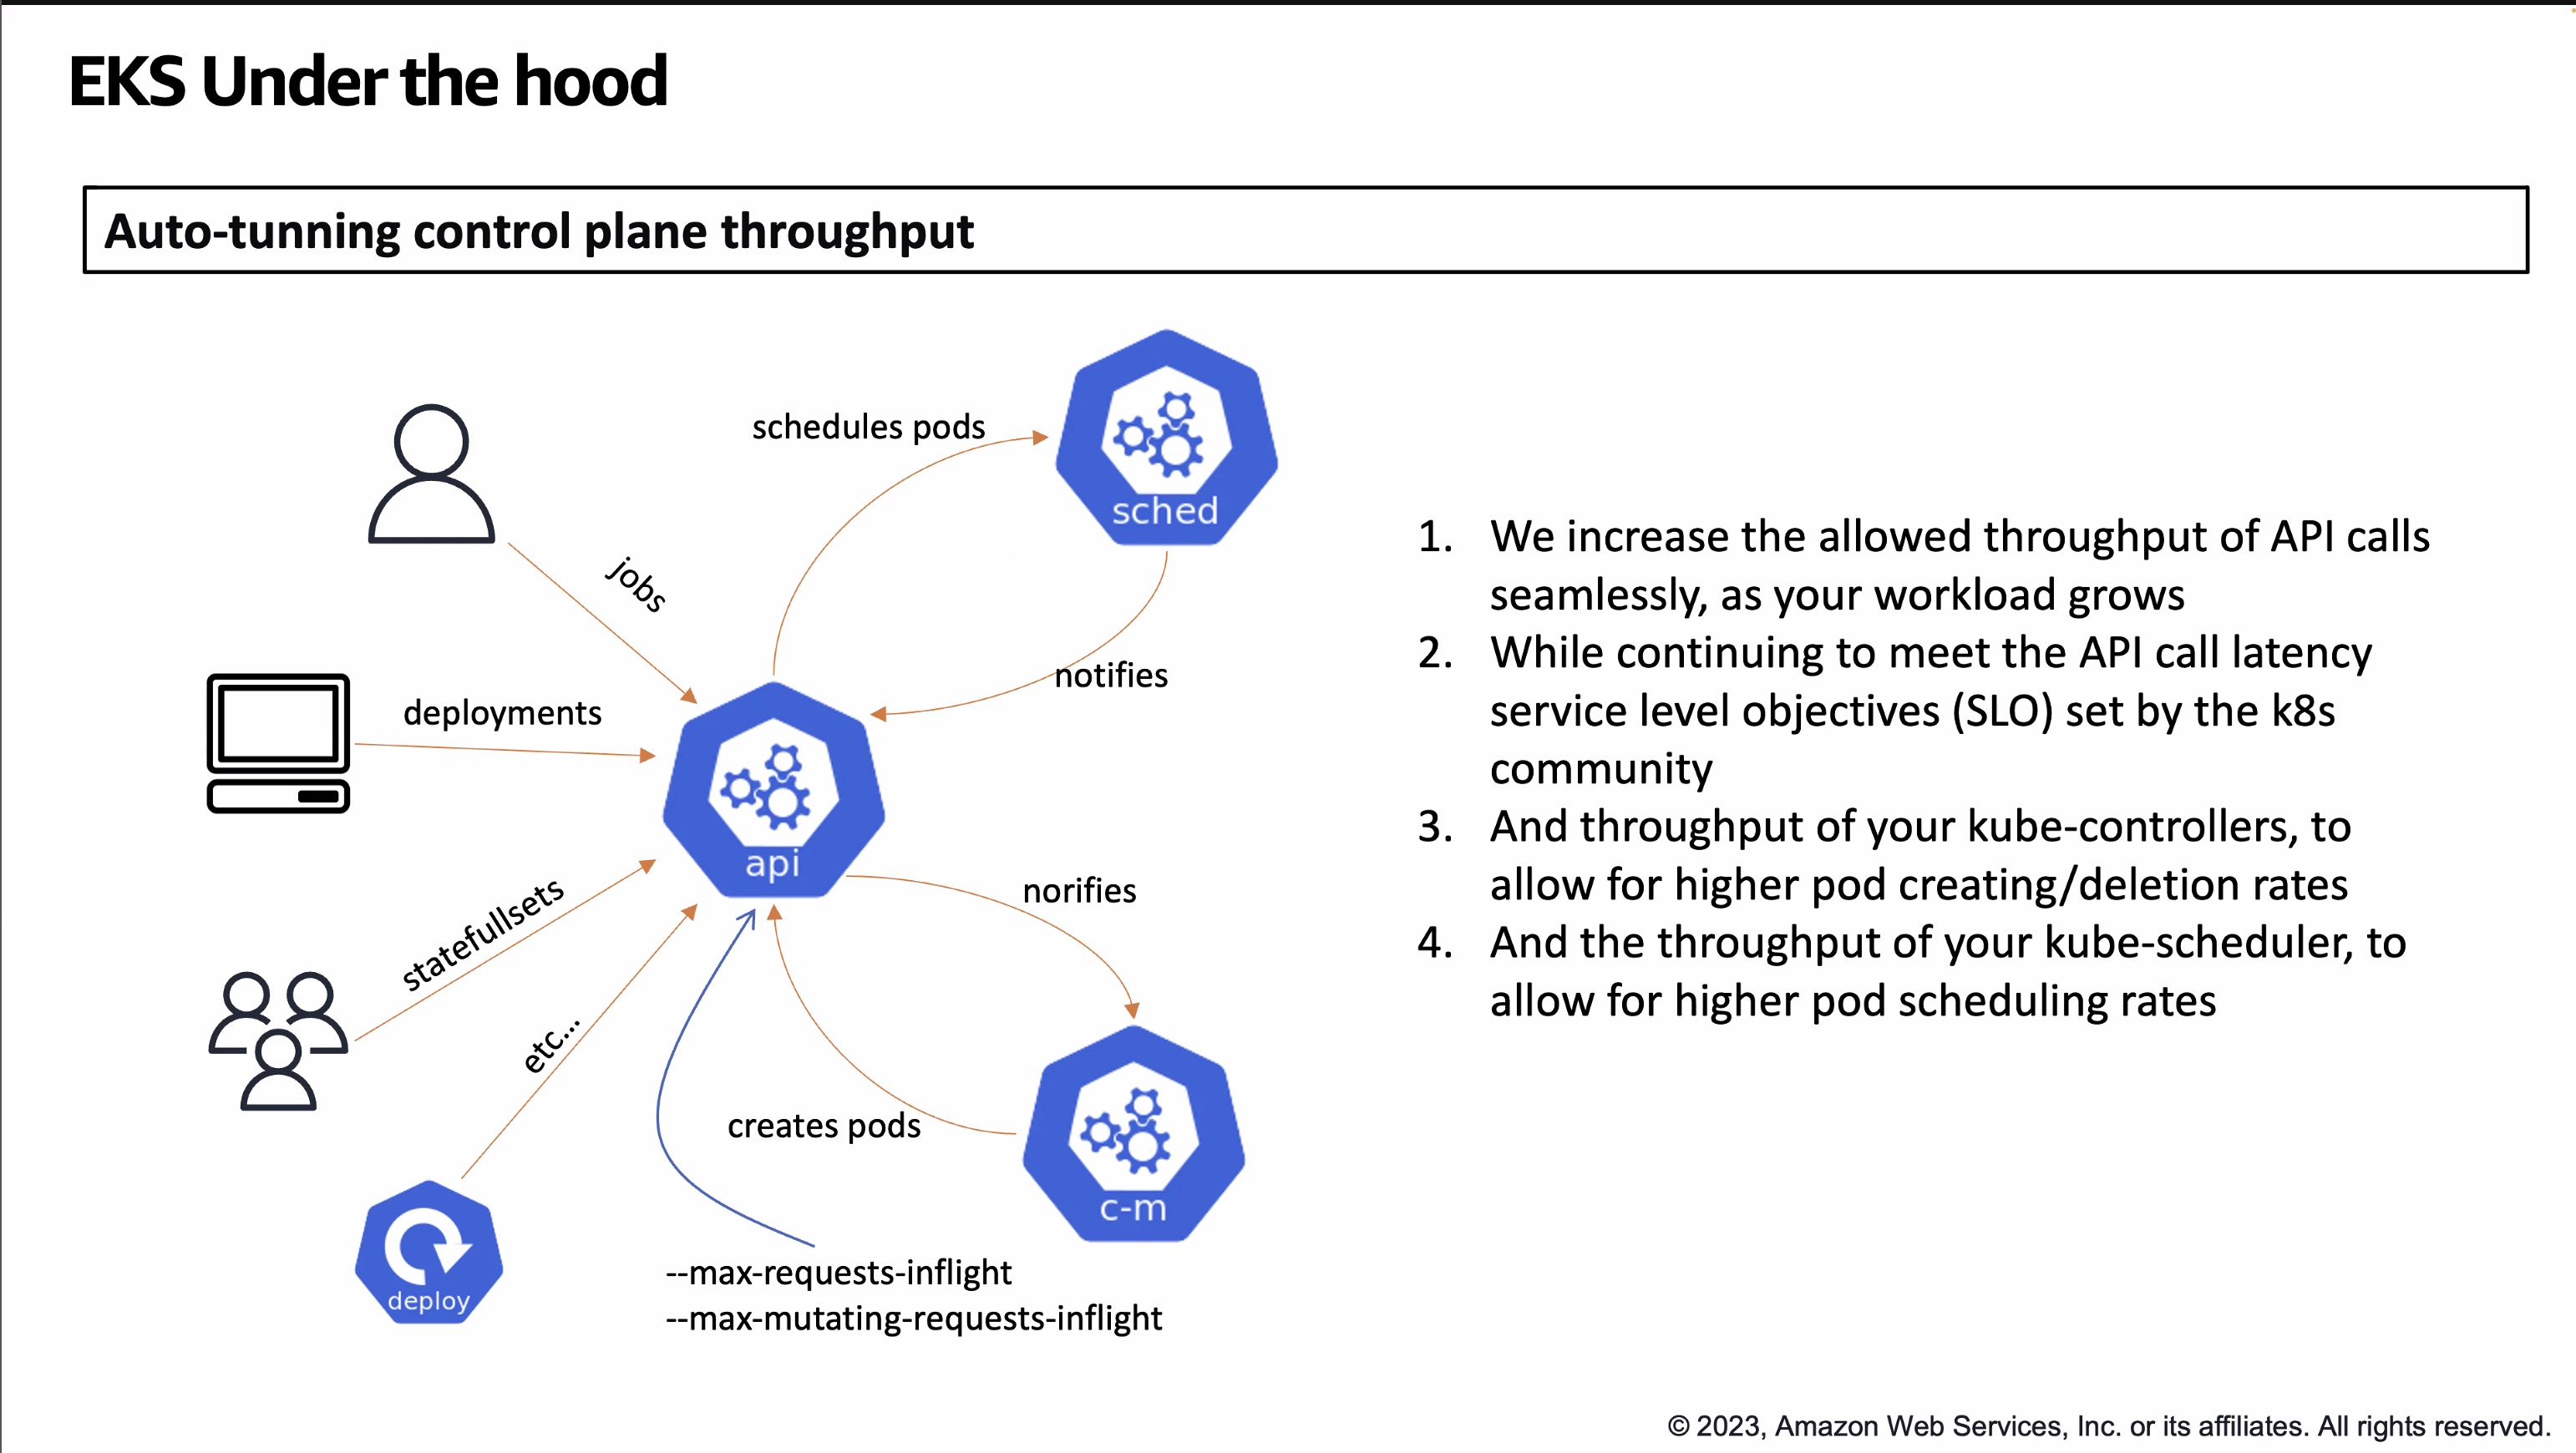 EKS Under the hood
Auto-tunning control plane throughput
schedules pods
sched
jobs
notifies
deployments
api
norifies
statefullsets
etc...
creates pods
c-m
deploy
--max-requests-inflight
--max-mutating-requests-inflight
1. We increase the allowed throughput of API calls
seamlessly, as your workload grows
2. While continuing to meet the API call latency
service level objectives (SLO) set by the k8s
community
3. And throughput of your kube-controllers, to
allow for higher pod creating/deletion rates
4. And the throughput of your kube-scheduler, to
allow for higher pod scheduling rates
© 2023, Amazon Web Services, Inc. or its affiliates. All rights reserved.